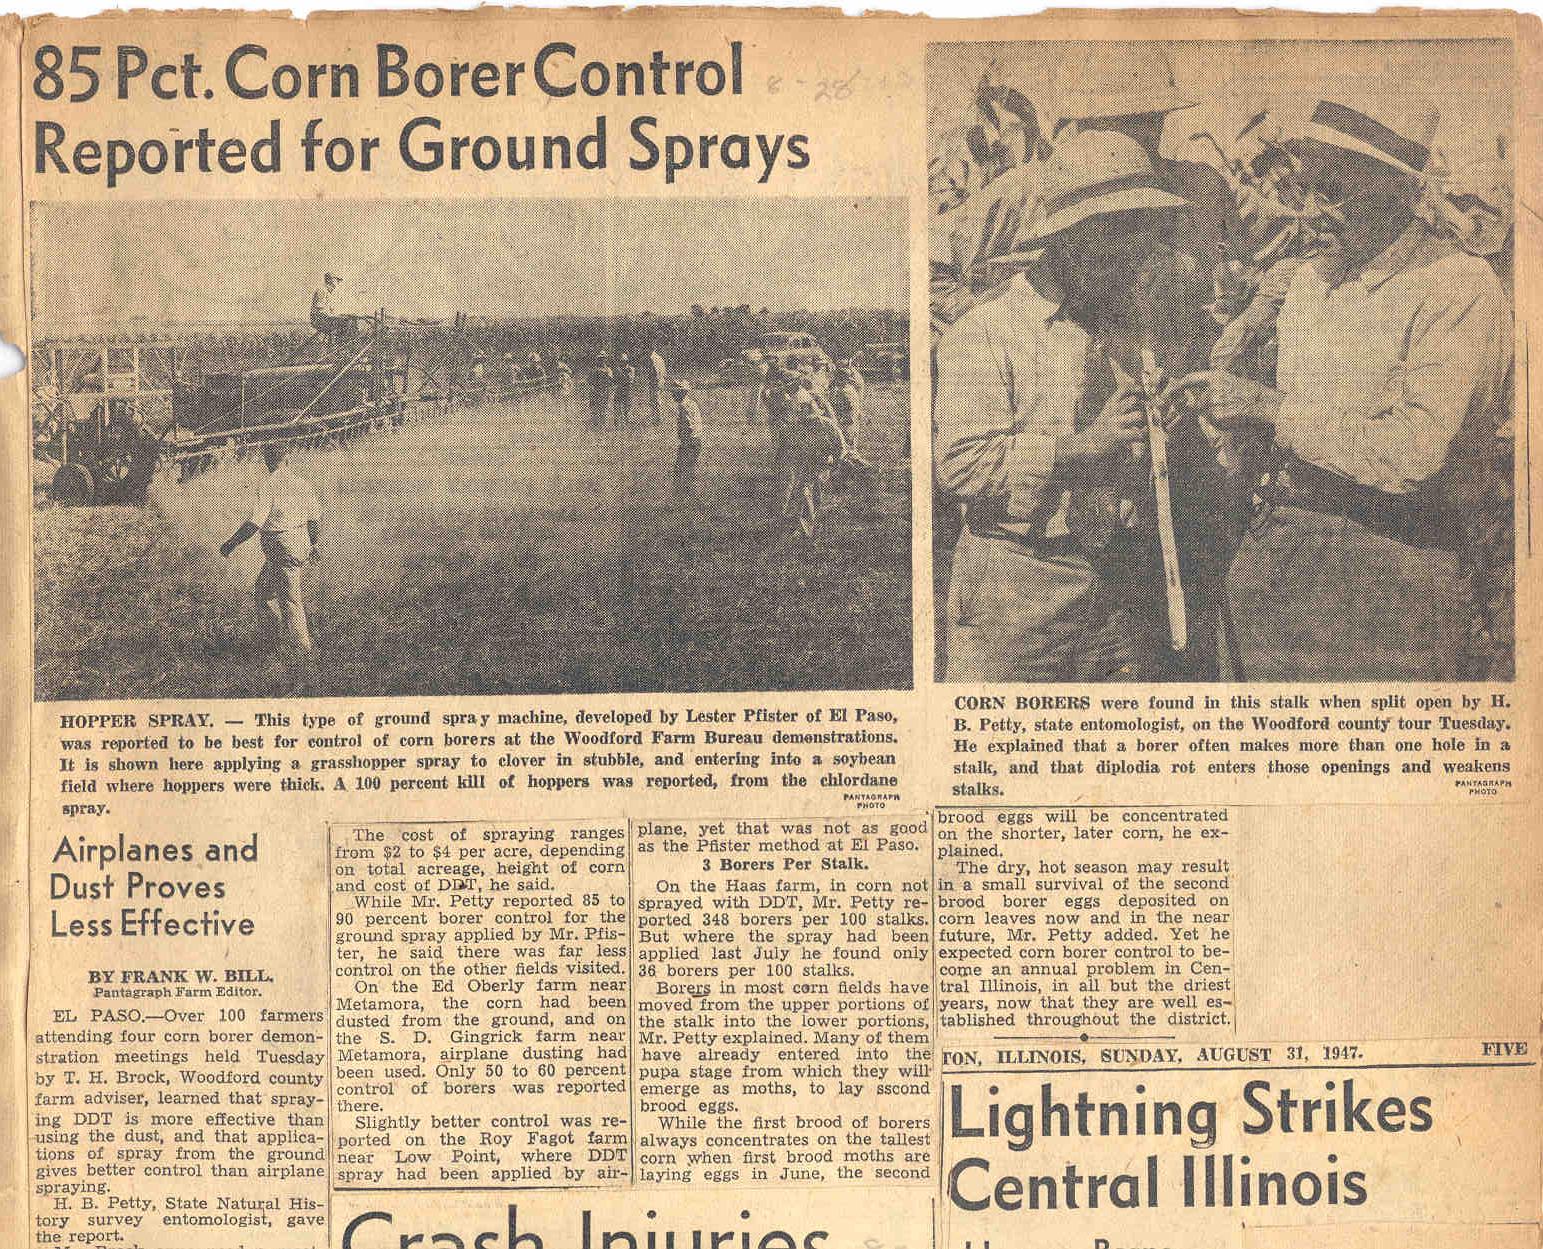 85 Pct. Corn Borer Control
Reported for Ground Sprays
8-28
HOPPER SPRAY. — This type of ground spray machine, developed by Lester Pfister of El Paso,
was reported to be best for control of corn borers at the Woodford Farm Bureau demonstrations.
It is shown here applying a grasshopper spray to clover in stubble, and entering into a soybean
field where hoppers were thick. A 100 percent kill of hoppers was reported, from the chlordane
spray.
PANTAGRAPH
PHOTO
CORN BORERS were found in this stalk when split open by H.
B. Petty, state entomologist, on the Woodford county tour Tuesday.
He explained that a borer often makes more than one hole in a
stalk, and that diplodia rot enters those openings and weakens
stalks.
PANTAGRAPH
PHOTO
Airplanes and
Dust Proves
Less Effective
BY FRANK W. BILL.
Pantagraph Farm Editor.
EL PASO.—Over 100 farmers
attending four corn borer demon-
stration meetings held Tuesday
by T. H. Brock, Woodford county
farm adviser, learned that spray-
ing DDT is more effective than
using the dust, and that applica-
tions of spray from the ground
gives better control than airplane
spraying.
H. B. Petty, State Natural His-
tory survey entomologist, gave
the report.
The cost of spraying ranges
from $2 to $4 per acre, depending
on total acreage, height of corn
and cost of DDT, he said.
While Mr. Petty reported 85 to
90 percent borer control for the
ground spray applied by Mr. Pfis-
ter, he said there was far less
control on the other fields visited.
On the Ed Oberly farm near
Metamora, the corn had been
dusted from the ground, and on
the S. D. Gingrick farm near
Metamora, airplane dusting had
been used. Only 50 to 60 percent
control of borers was reported
there.
Slightly better control was re-
ported on the Roy Fagot farm
near Low Point, where DDT
spray had been applied by air-
plane, yet that was not as good
as the Pfister method at El Paso.
3 Borers Per Stalk.
On the Haas farm, in corn not
sprayed with DDT, Mr. Petty re-
ported 348 borers per 100 stalks.
But where the spray had been
applied last July he found only
36 borers per 100 stalks.
Borers in most corn fields have
moved from the upper portions of
the stalk into the lower portions,
Mr. Petty explained. Many of them
have already entered into the
pupa stage from which they will
emerge as moths, to lay sscond
brood eggs.
While the first brood of borers
always concentrates on the tallest
corn when first brood moths are
laying eggs in June, the second
brood eggs will be concentrated
on the shorter, later corn, he ex-
plained.
The dry, hot season may result
in a small survival of the second
brood borer eggs deposited on
corn leaves now and in the near
future, Mr. Petty added. Yet he
expected corn borer control to be-
come an annual problem in Cen-
tral Illinois, in all but the driest
years, now that they are well es-
tablished throughout the district.
TON, ILLINOIS, SUNDAY, AUGUST 31, 1947.
FIVE
Lightning Strikes
Central Illinois
Crash Injuries